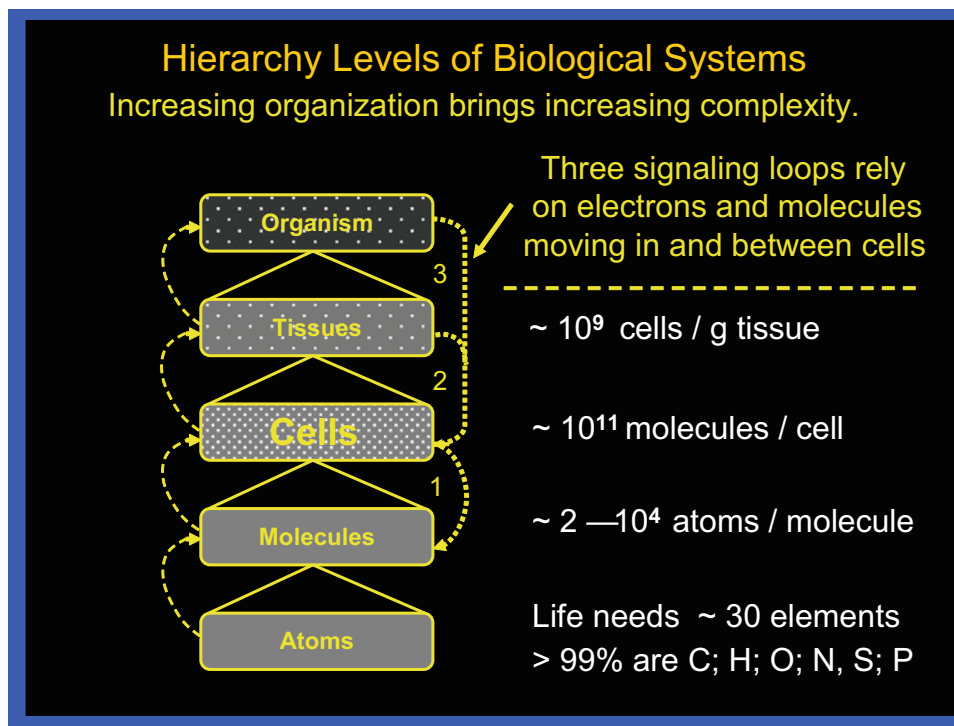 Hierarchy Levels of Biological Systems
Increasing organization brings increasing complexity.
Three signaling loops rely
on electrons and molecules
moving in and between cells
Organism
3
Tissues
~ 10⁹ cells / g tissue
2
Cells
~ 10¹¹ molecules / cell
1
Molecules
~ 2 —10⁴ atoms / molecule
Atoms
Life needs ~ 30 elements
> 99% are C; H; O; N, S; P